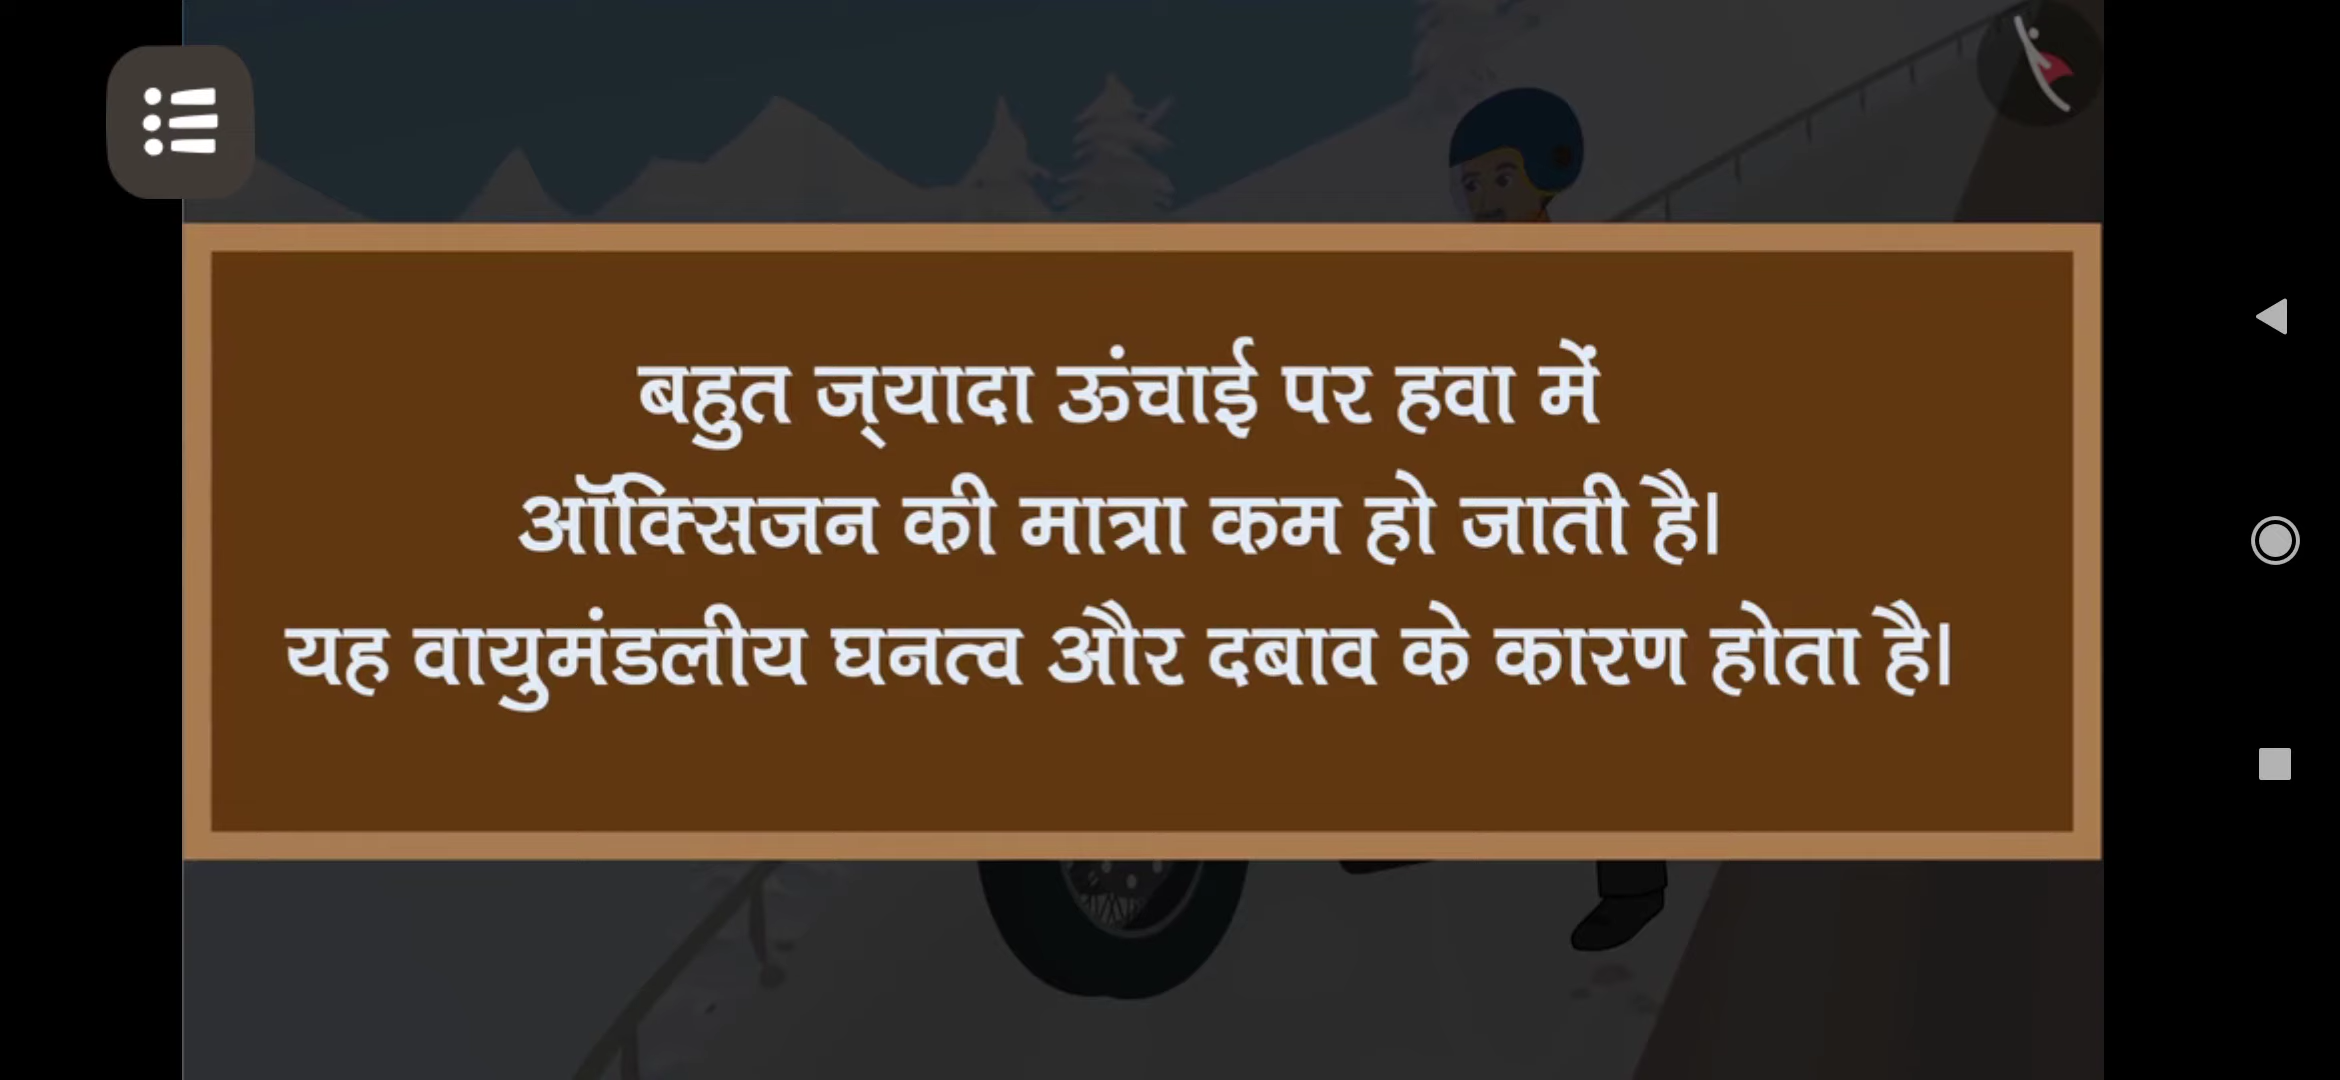 बहुत ज्‌यादा ऊंचाई पर हवा में
ऑक्सिजन की मात्रा कम हो जाती है।
यह वायुमंडलीय घनत्व और दबाव के कारण होता है।